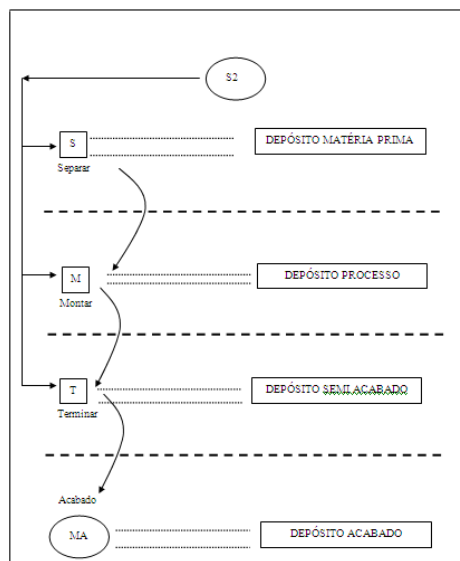 S2
S
DEPÓSITO MATÉRIA PRIMA
Separar
M
DEPÓSITO PROCESSO
Montar
T
DEPÓSITO SEMI ACABADO
Terminar
Acabado
MA
DEPÓSITO ACABADO